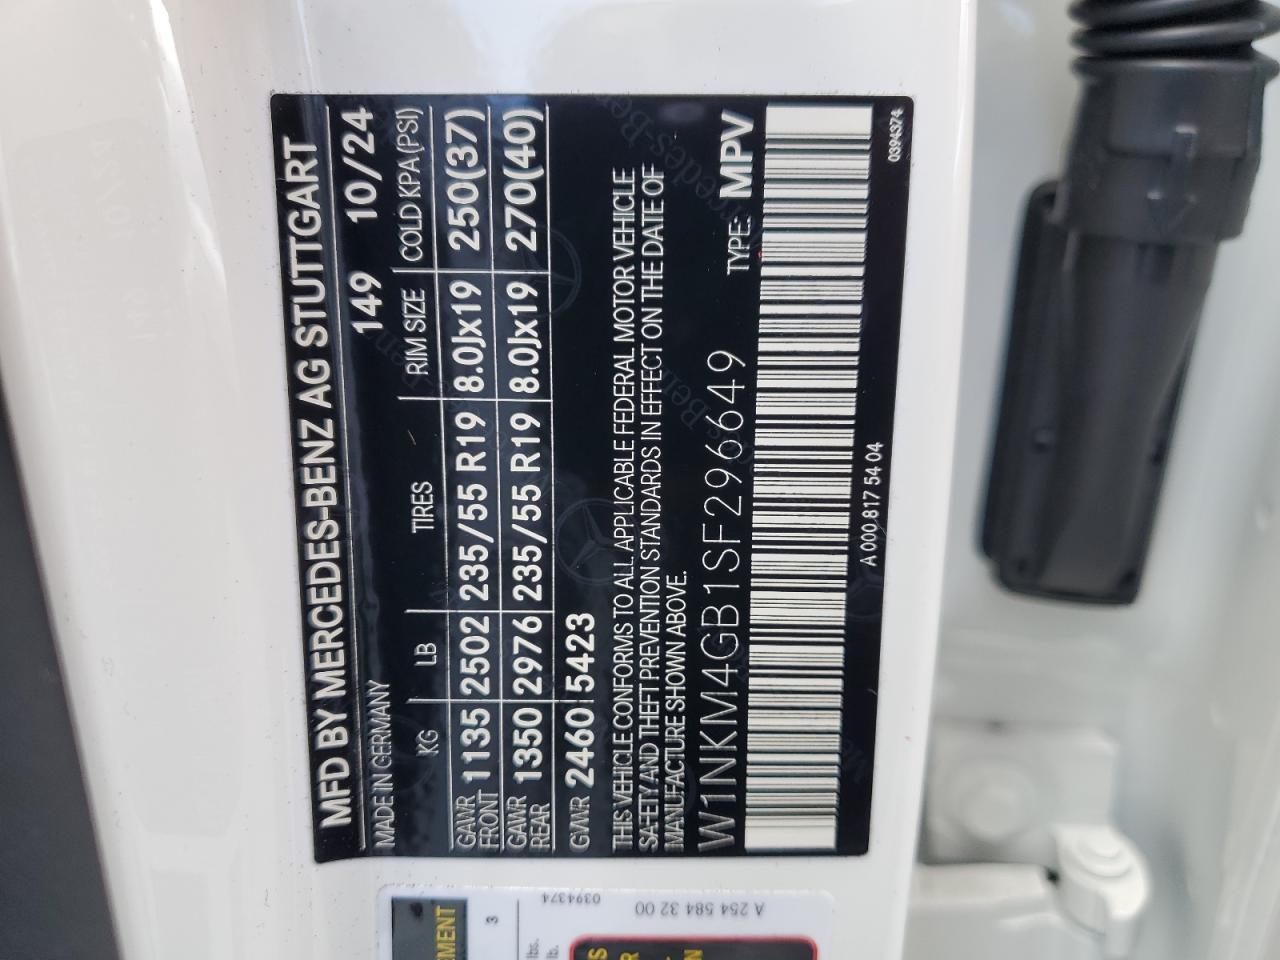 MFD BY MERCEDES-BENZ AG STUTTGART
MADE IN GERMANY 149 10/24
KG LB TIRES RIM SIZE COLD KPA(PSI)
GAWR FRONT 1135 2502 235/55 R19 8.0Jx19 250(37)
GAWR REAR 1350 2976 235/55 R19 8.0Jx19 270(40)
GVWR 2460 5423
THIS VEHICLE CONFORMS TO ALL APPLICABLE FEDERAL MOTOR VEHICLE
SAFETY AND THEFT PREVENTION STANDARDS IN EFFECT ON THE DATE OF
MANUFACTURE SHOWN ABOVE.
W1NKM4GB1SF296649 TYPE: MPV
A 000 817 54 04 0394374
0394374
A 254 584 32 00
3
lbs.
lb.